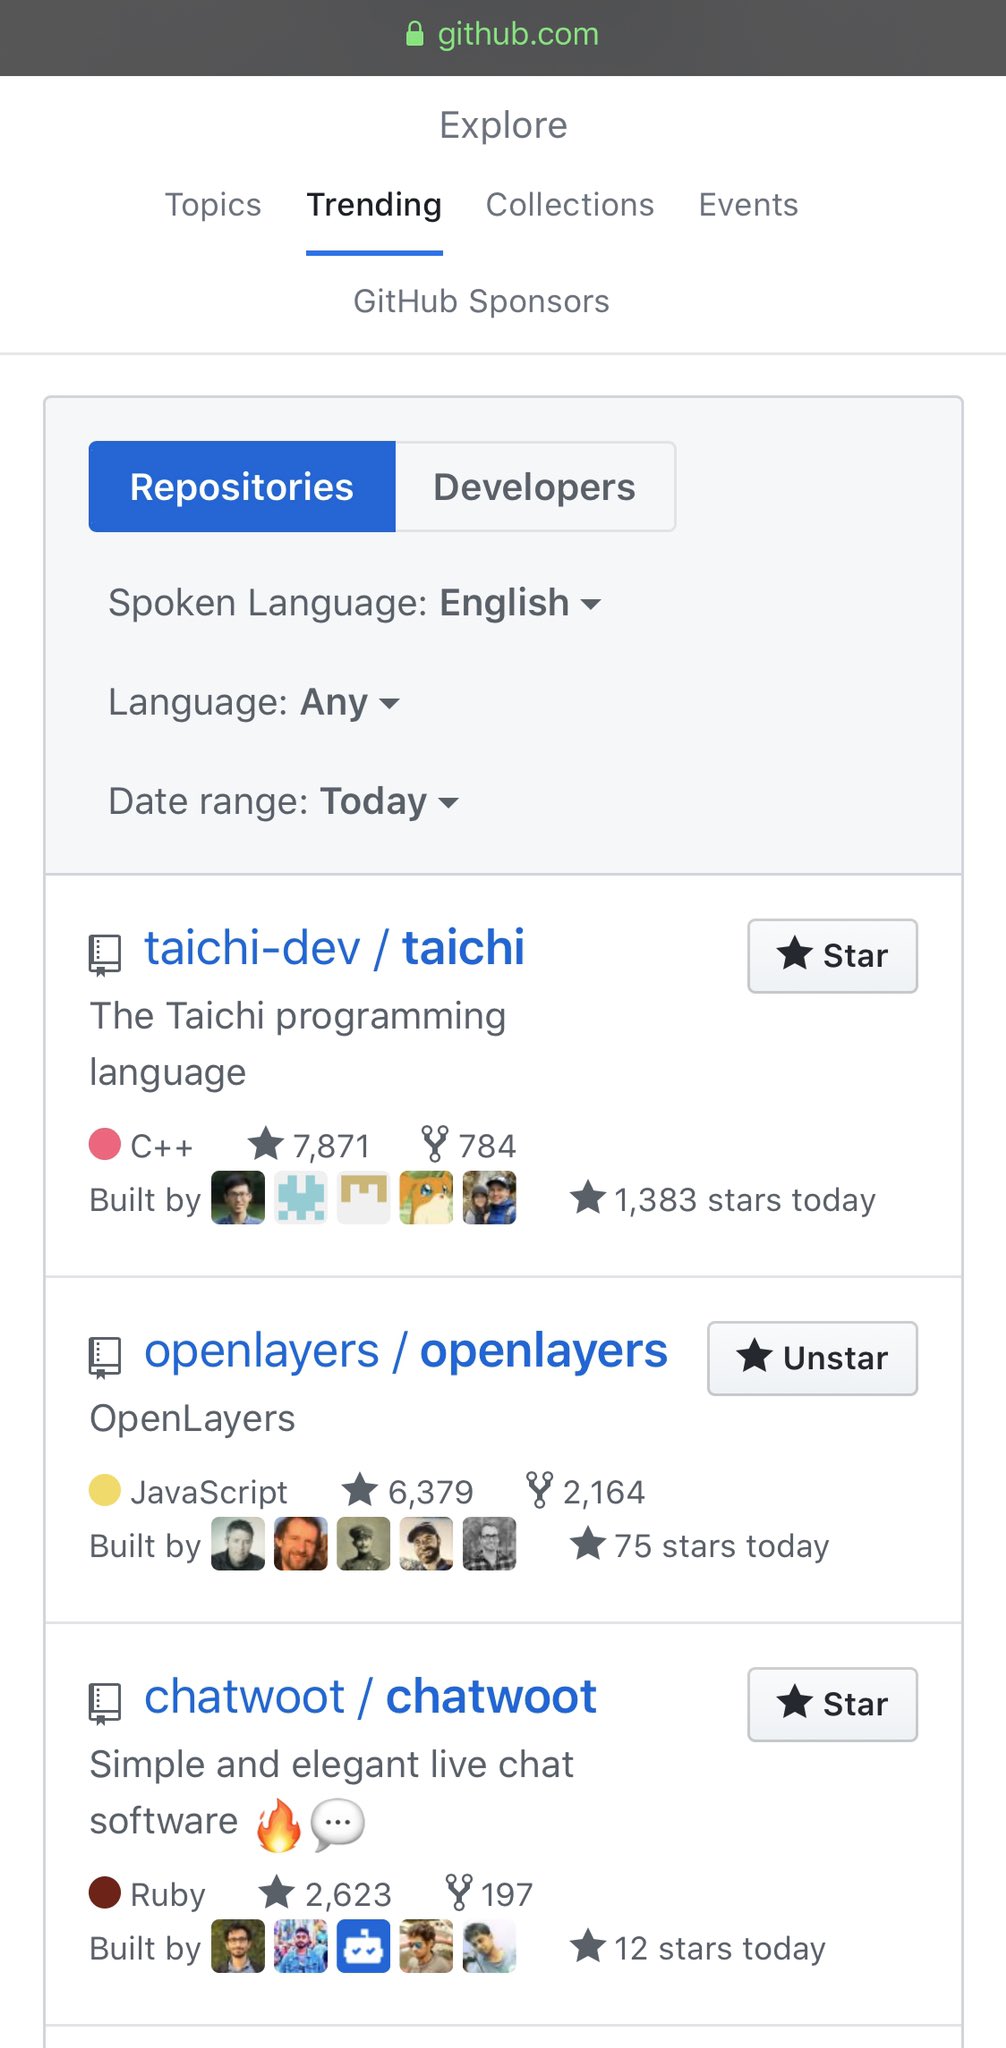 github.com
Explore
Topics Trending Collections Events
GitHub Sponsors
Repositories Developers
Spoken Language: English
Language: Any
Date range: Today
taichi-dev / taichi Star
The Taichi programming
language
C++ 7,871 784
Built by 1,383 stars today
openlayers / openlayers Unstar
OpenLayers
JavaScript 6,379 2,164
Built by 75 stars today
chatwoot / chatwoot Star
Simple and elegant live chat
software 🔥💬
Ruby 2,623 197
Built by 12 stars today